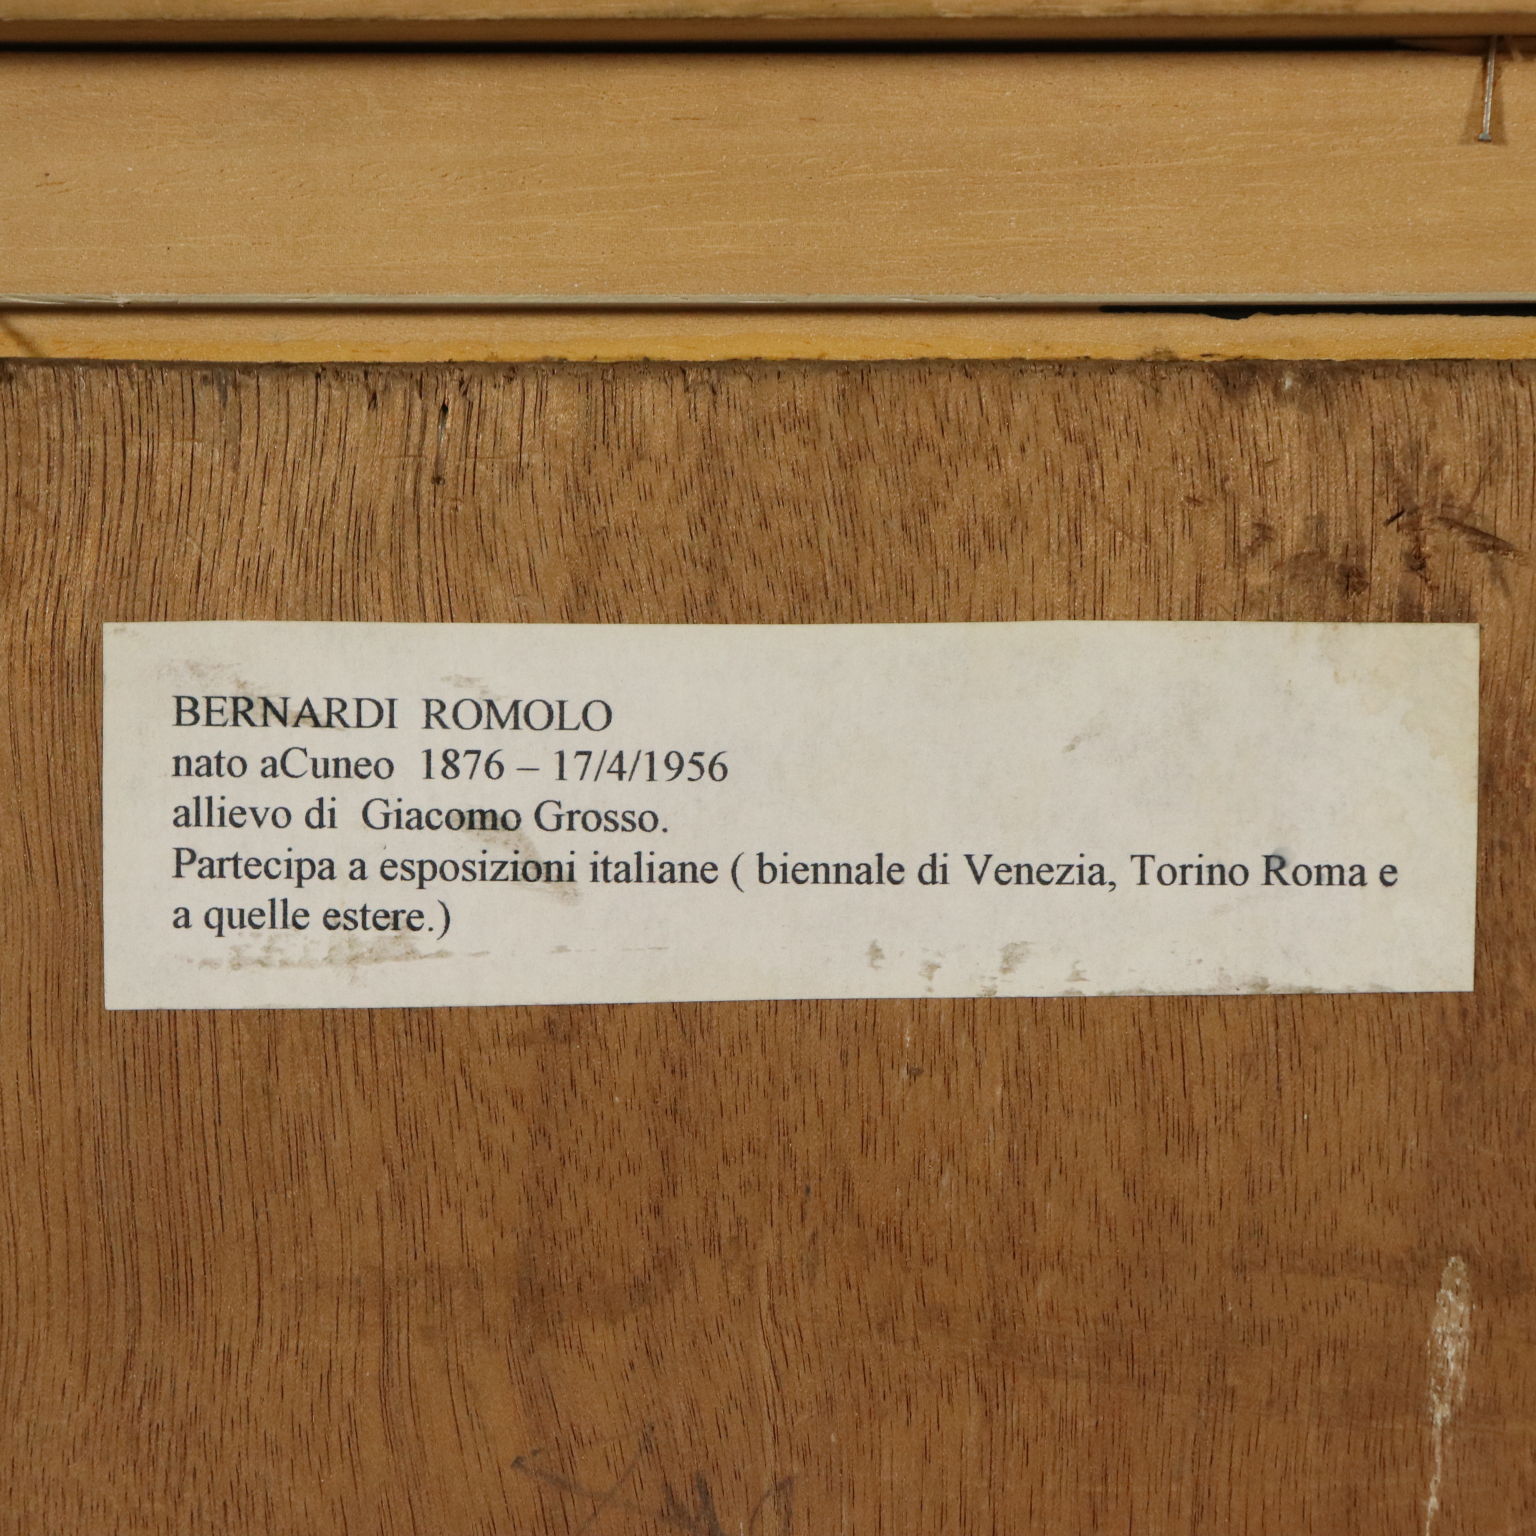 BERNARDI ROMOLO
nato aCuneo 1876 – 17/4/1956
allievo di Giacomo Grosso.
Partecipa a esposizioni italiane ( biennale di Venezia, Torino Roma e
a quelle estere.)